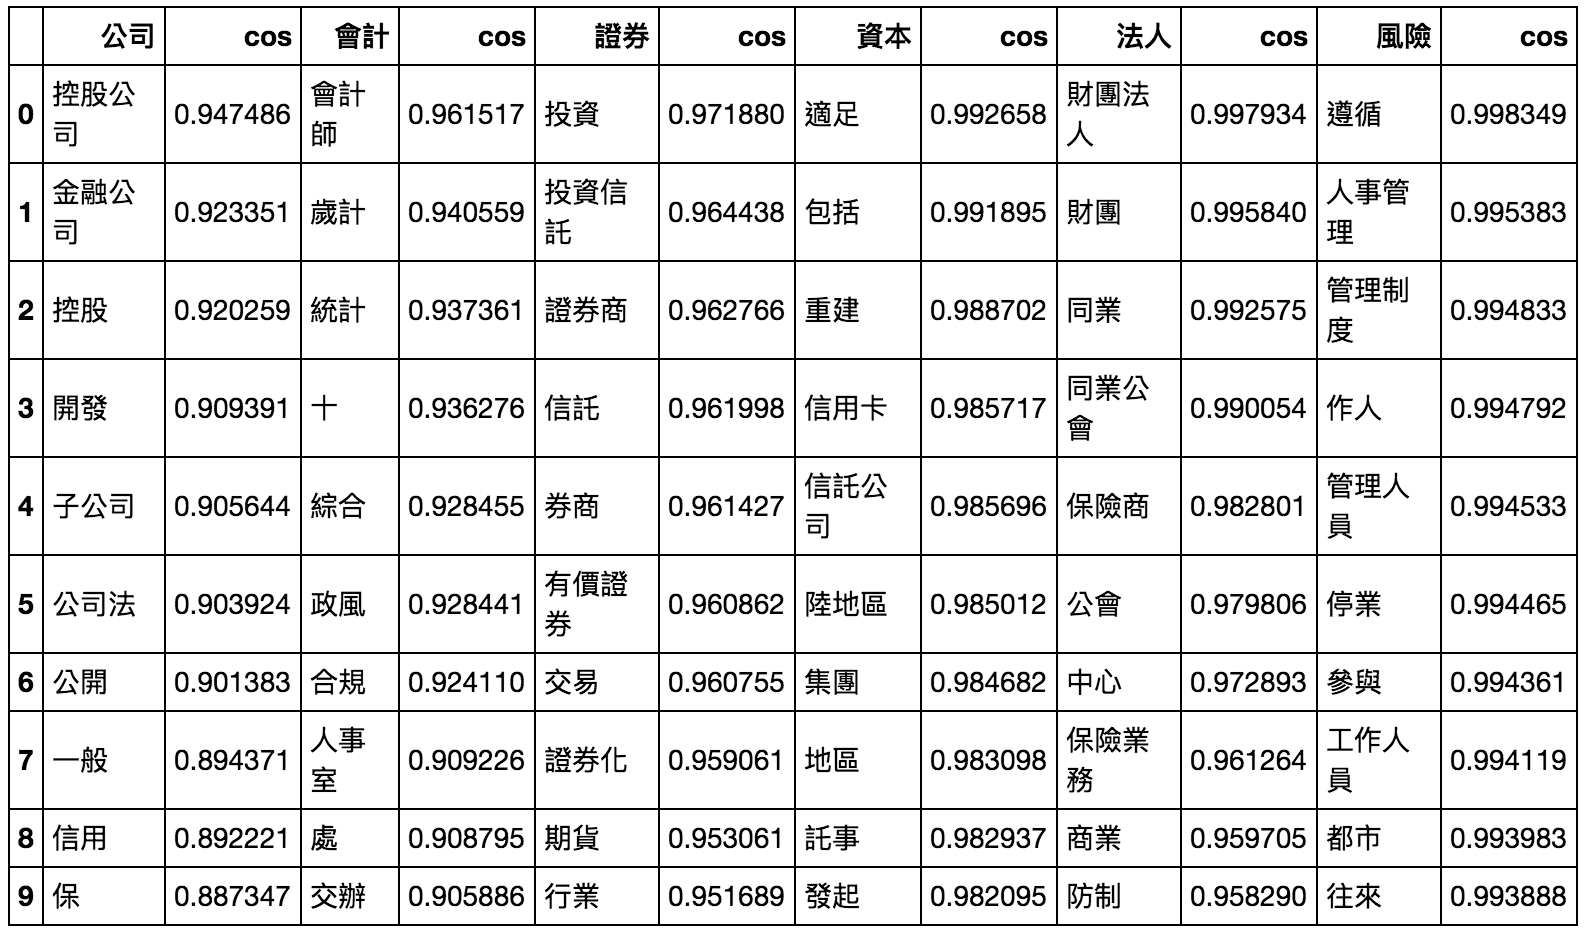 公司 cos 會計 cos 證券 cos 資本 cos 法人 cos 風險 cos
0 控股公司 0.947486 會計師 0.961517 投資 0.971880 適足 0.992658 財團法人 0.997934 遵循 0.998349
1 金融公司 0.923351 歲計 0.940559 投資信託 0.964438 包括 0.991895 財團 0.995840 人事管理 0.995383
2 控股 0.920259 統計 0.937361 證券商 0.962766 重建 0.988702 同業 0.992575 管理制度 0.994833
3 開發 0.909391 十 0.936276 信託 0.961998 信用卡 0.985717 同業公會 0.990054 作人 0.994792
4 子公司 0.905644 綜合 0.928455 券商 0.961427 信託公司 0.985696 保險商 0.982801 管理人員 0.994533
5 公司法 0.903924 政風 0.928441 有價證券 0.960862 陸地區 0.985012 公會 0.979806 停業 0.994465
6 公開 0.901383 合規 0.924110 交易 0.960755 集團 0.984682 中心 0.972893 參與 0.994361
7 一般 0.894371 人事室 0.909226 證券化 0.959061 地區 0.983098 保險業務 0.961264 工作人員 0.994119
8 信用 0.892221 處 0.908795 期貨 0.953061 託事 0.982937 商業 0.959705 都市 0.993983
9 保 0.887347 交辦 0.905886 行業 0.951689 發起 0.982095 防制 0.958290 往來 0.993888